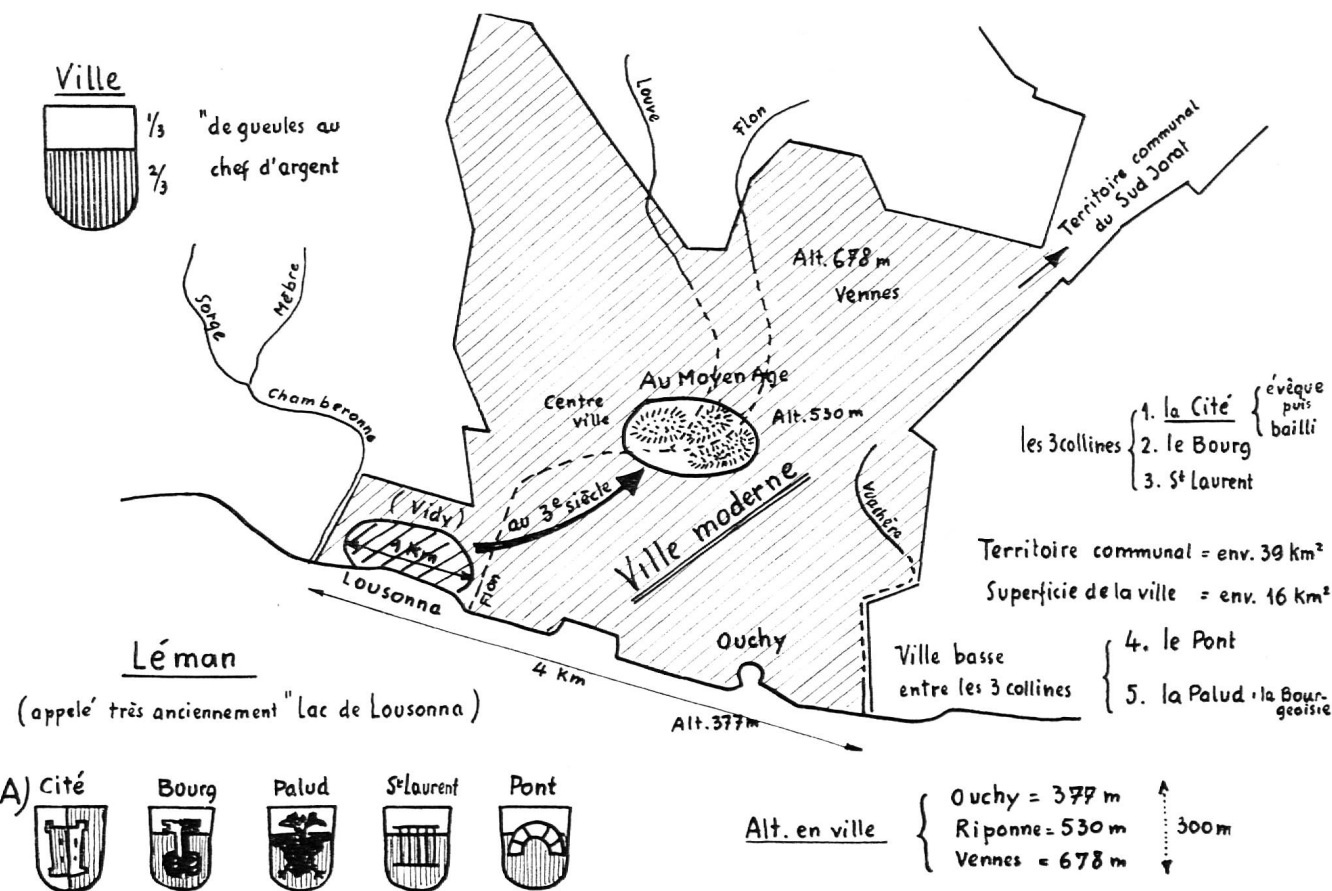 Ville
1/3 "de gueules au
2/3 chef d'argent
Louve
Flon
Territoire communal
du Sud Jorat
Alt. 678 m
Vennes
Sorge
Mèbre
Chamberonne
Au Moyen Age
Centre
ville
Alt. 530 m
les 3 collines
1. la Cité
évêque
puis
bailli
2. le Bourg
3. St Laurent
(Vidy)
au 3e siècle
Ville moderne
Vuachère
1 Km
Lousonna
Flon
Territoire communal = env. 39 km²
Superficie de la ville = env. 16 km²
Ouchy
4 Km
Alt. 377m
Léman
(appelé très anciennement "Lac de Lousonna)
Ville basse
entre les 3 collines
4. le Pont
5. la Palud : la Bour-
geoisie
A) Cité Bourg Palud St Laurent Pont
Alt. en ville
Ouchy = 377 m
Riponne = 530 m
Vennes = 678 m
300 m